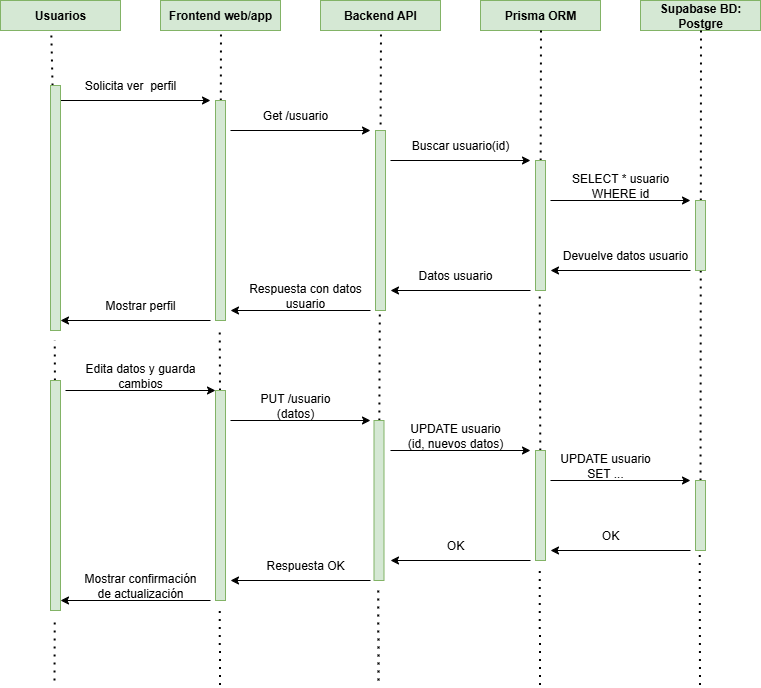 Usuarios
Frontend web/app
Backend API
Prisma ORM
Supabase BD:
Postgre
Solicita ver perfil
Get /usuario
Buscar usuario(id)
SELECT * usuario
WHERE id
Devuelve datos usuario
Datos usuario
Respuesta con datos
usuario
Mostrar perfil
Edita datos y guarda
cambios
PUT /usuario
(datos)
UPDATE usuario
(id, nuevos datos)
UPDATE usuario
SET ...
OK
OK
Respuesta OK
Mostrar confirmación
de actualización